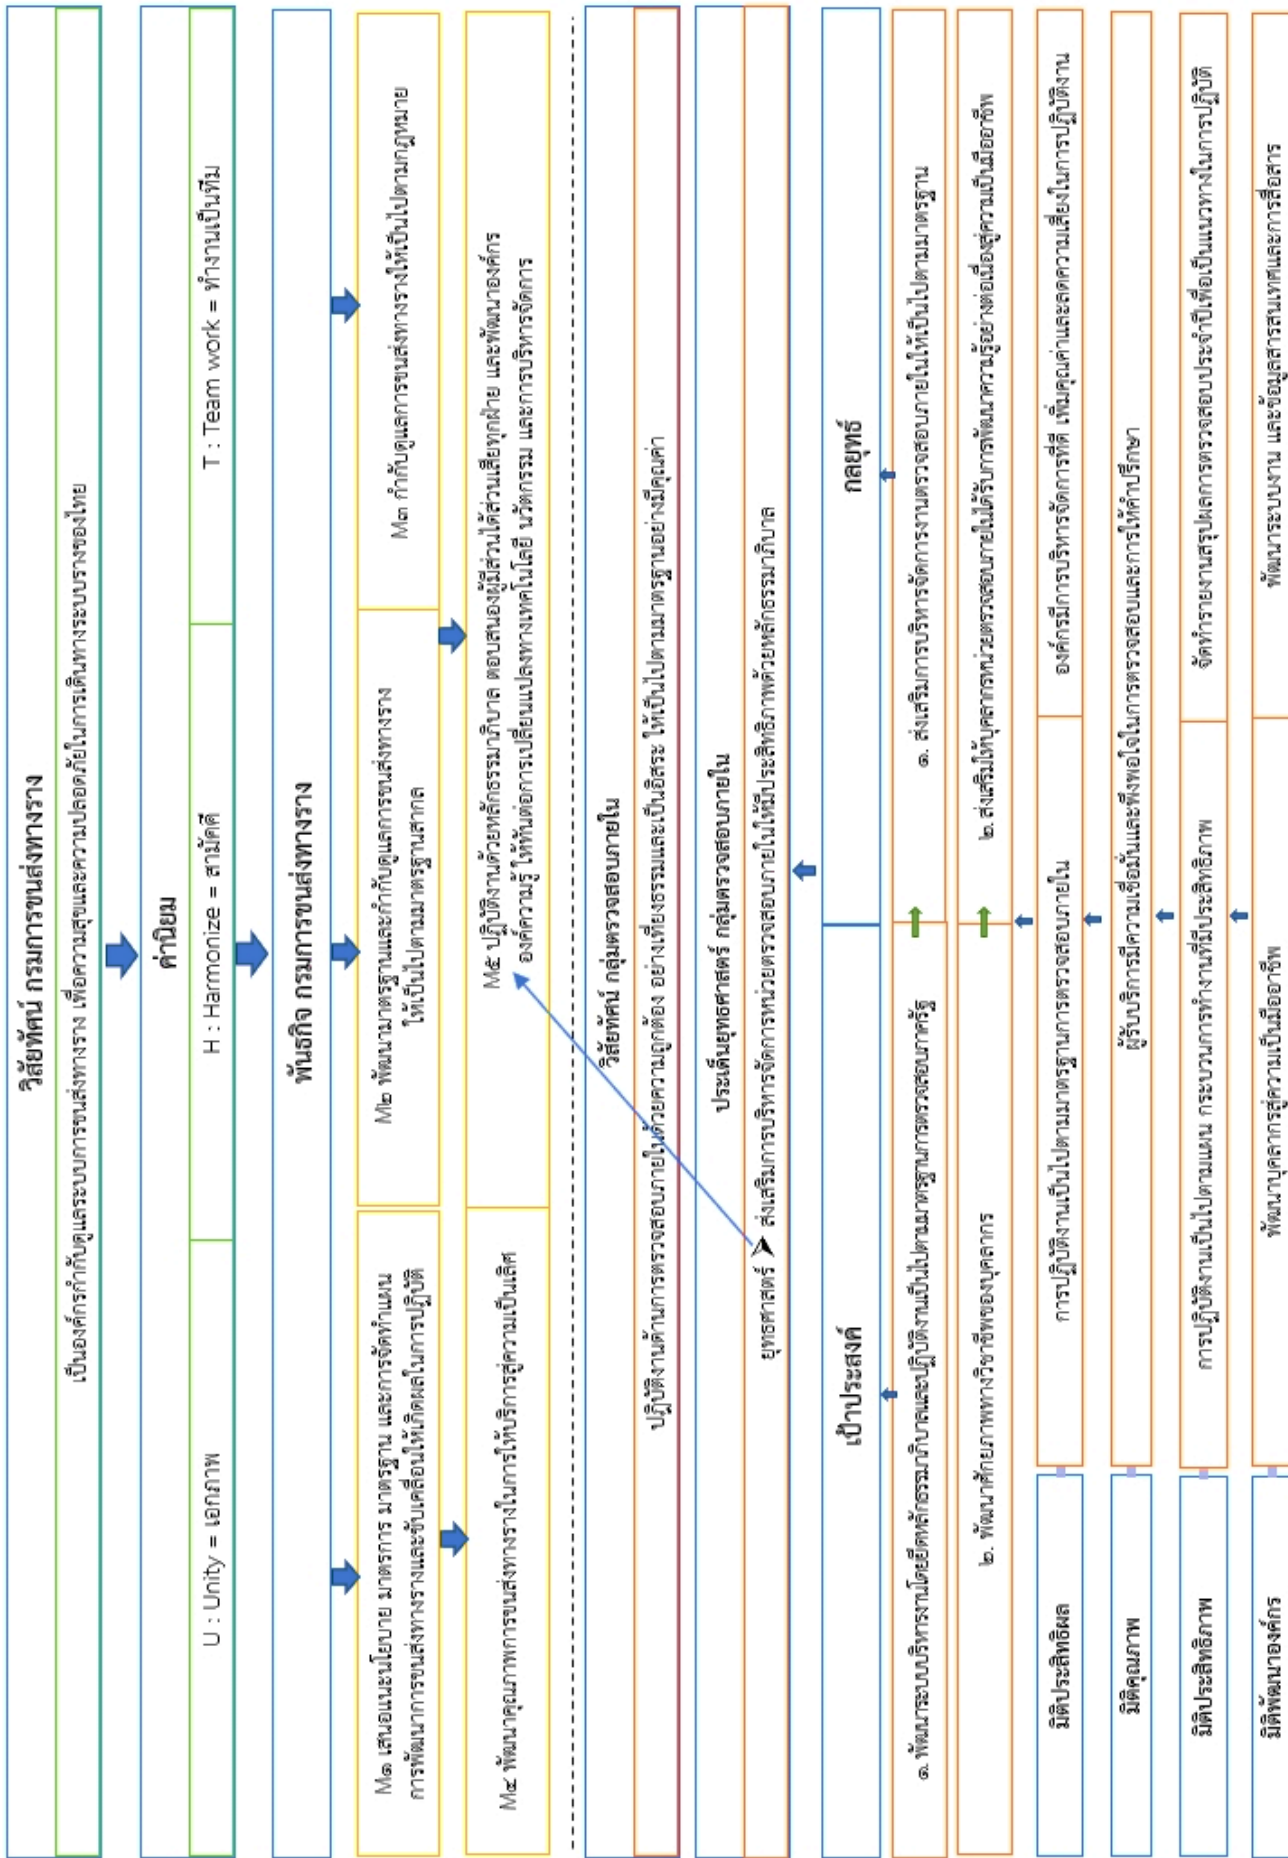 วิสัยทัศน์ กรมการขนส่งทางราง
เป็นองค์กรกำกับดูแลระบบการขนส่งทางราง เพื่อความสุขและความปลอดภัยในการเดินทางระบบรางของไทย
ค่านิยม
U : Unity = เอกภาพ
H : Harmonize = สามัคคี
T : Team work = ทำงานเป็นทีม
พันธกิจ กรมการขนส่งทางราง
M๑ เสนอแนะนโยบาย มาตรการ มาตรฐาน และการจัดทำแผน
การพัฒนาการขนส่งทางรางและขับเคลื่อนให้เกิดผลในการปฏิบัติ
M๒ พัฒนามาตรฐานและกำกับดูแลการขนส่งทางราง
ให้เป็นไปตามมาตรฐานสากล
M๓ กำกับดูแลการขนส่งทางรางให้เป็นไปตามกฎหมาย
M๔ พัฒนาคุณภาพการขนส่งทางรางในการให้บริการสู่ความเป็นเลิศ
M๕ ปฏิบัติงานด้วยหลักธรรมาภิบาล ตอบสนองผู้มีส่วนได้ส่วนเสียทุกฝ่าย และพัฒนาองค์กร
องค์ความรู้ ให้ทันต่อการเปลี่ยนแปลงทางเทคโนโลยี นวัตกรรม และการบริหารจัดการ
วิสัยทัศน์ กลุ่มตรวจสอบภายใน
ปฏิบัติงานด้านการตรวจสอบภายในด้วยความถูกต้อง อย่างเที่ยงธรรมและเป็นอิสระ ให้เป็นไปตามมาตรฐานอย่างมีคุณค่า
ประเด็นยุทธศาสตร์ กลุ่มตรวจสอบภายใน
ยุทธศาสตร์ ➢ ส่งเสริมการบริหารจัดการหน่วยตรวจสอบภายในให้มีประสิทธิภาพด้วยหลักธรรมาภิบาล
เป้าประสงค์
กลยุทธ์
๑. พัฒนาระบบบริหารงานโดยยึดหลักธรรมาภิบาลและปฏิบัติงานเป็นไปตามมาตรฐานการตรวจสอบภาครัฐ
๑. ส่งเสริมการบริหารจัดการงานตรวจสอบภายในให้เป็นไปตามมาตรฐาน
๒. พัฒนาศักยภาพทางวิชาชีพของบุคลากร
๒. ส่งเสริมให้บุคลากรหน่วยตรวจสอบภายในได้รับการพัฒนาความรู้อย่างต่อเนื่องสู่ความเป็นมืออาชีพ
มิติประสิทธิผล
การปฏิบัติงานเป็นไปตามมาตรฐานการตรวจสอบภายใน
องค์กรมีการบริหารจัดการที่ดี เพิ่มคุณค่าและลดความเสี่ยงในการปฏิบัติงาน
มิติคุณภาพ
ผู้รับบริการมีความเชื่อมั่นและพึงพอใจในการตรวจสอบและการให้คำปรึกษา
มิติประสิทธิภาพ
การปฏิบัติงานเป็นไปตามแผน กระบวนการทำงานที่มีประสิทธิภาพ
จัดทำรายงานสรุปผลการตรวจสอบประจำปีเพื่อเป็นแนวทางในการปฏิบัติ
มิติพัฒนาองค์กร
พัฒนาบุคลากรสู่ความเป็นมืออาชีพ
พัฒนาระบบงาน และข้อมูลสารสนเทศและการสื่อสาร